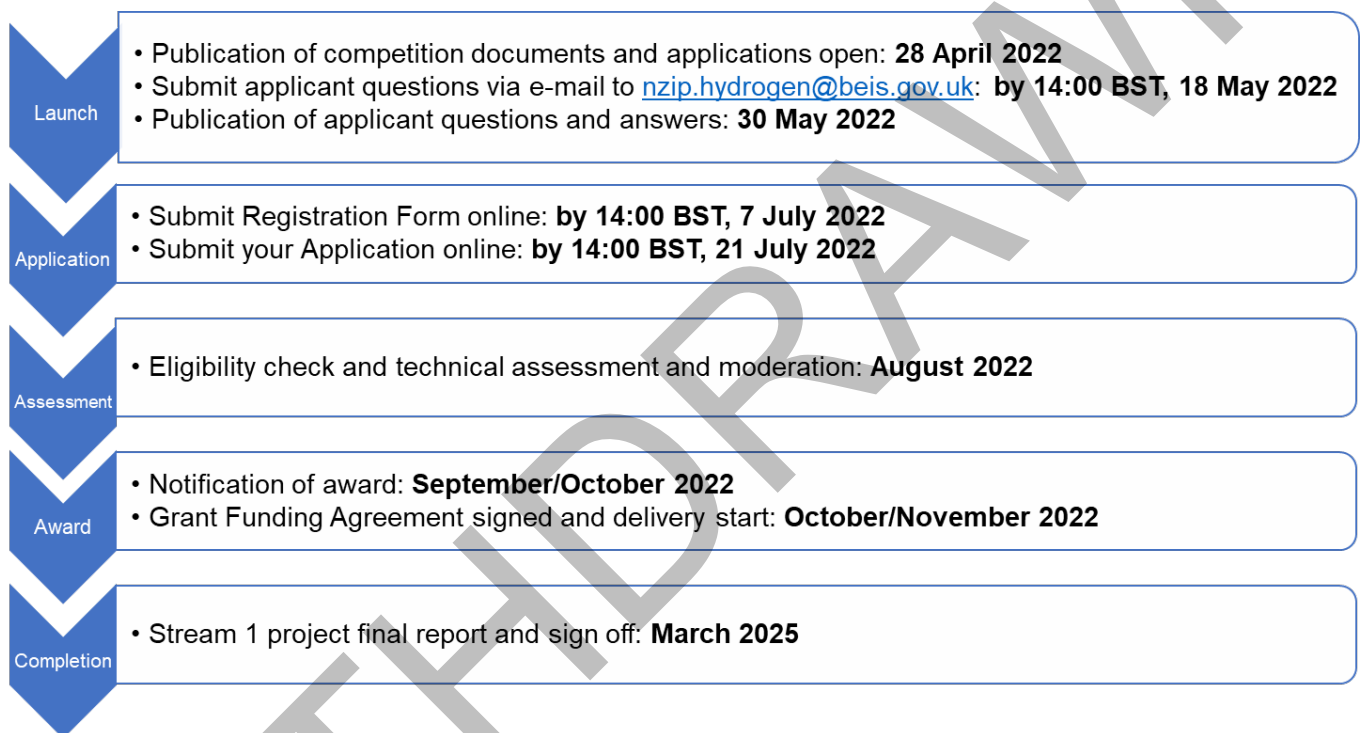 Launch
• Publication of competition documents and applications open: 28 April 2022
• Submit applicant questions via e-mail to nzip.hydrogen@beis.gov.uk: by 14:00 BST, 18 May 2022
• Publication of applicant questions and answers: 30 May 2022
Application
• Submit Registration Form online: by 14:00 BST, 7 July 2022
• Submit your Application online: by 14:00 BST, 21 July 2022
Assessment
• Eligibility check and technical assessment and moderation: August 2022
Award
• Notification of award: September/October 2022
• Grant Funding Agreement signed and delivery start: October/November 2022
Completion
• Stream 1 project final report and sign off: March 2025
THDRAW